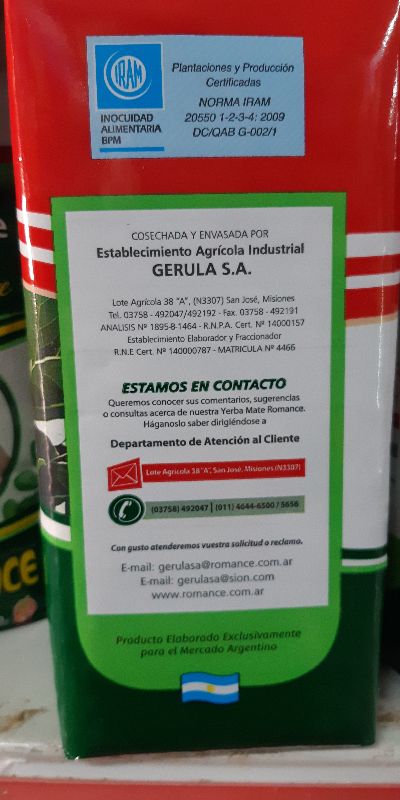 IRAM
INOCUIDAD
ALIMENTARIA
BPM
Plantaciones y Producción
Certificadas
NORMA IRAM
20550 1-2-3-4: 2009
DC/QAB G-002/1
COSECHADA Y ENVASADA POR
Establecimiento Agrícola Industrial
GERULA S.A.
Lote Agrícola 38 "A", (N3307) San José, Misiones
Tel. 03758 - 492047/492192 - Fax. 03758 - 492191
ANALISIS Nº 1895-B-1464 - R.N.P.A. Cert. Nº 14000157
Establecimiento Elaborador y Fraccionador
R.N.E Cert. Nº 140000787 - MATRICULA Nº 4466
ESTAMOS EN CONTACTO
Queremos conocer sus comentarios, sugerencias
o consultas acerca de nuestra Yerba Mate Romance.
Háganoslo saber dirigiéndose a
Departamento de Atención al Cliente
Lote Agrícola 38 "A", San José, Misiones (N3307)
(03758) 492047 | (011) 4644-6500 / 5656
Con gusto atenderemos vuestra solicitud o reclamo.
E-mail: gerulasa@romance.com.ar
E-mail: gerulasa@sion.com
www.romance.com.ar
Producto Elaborado Exclusivamente
para el Mercado Argentino